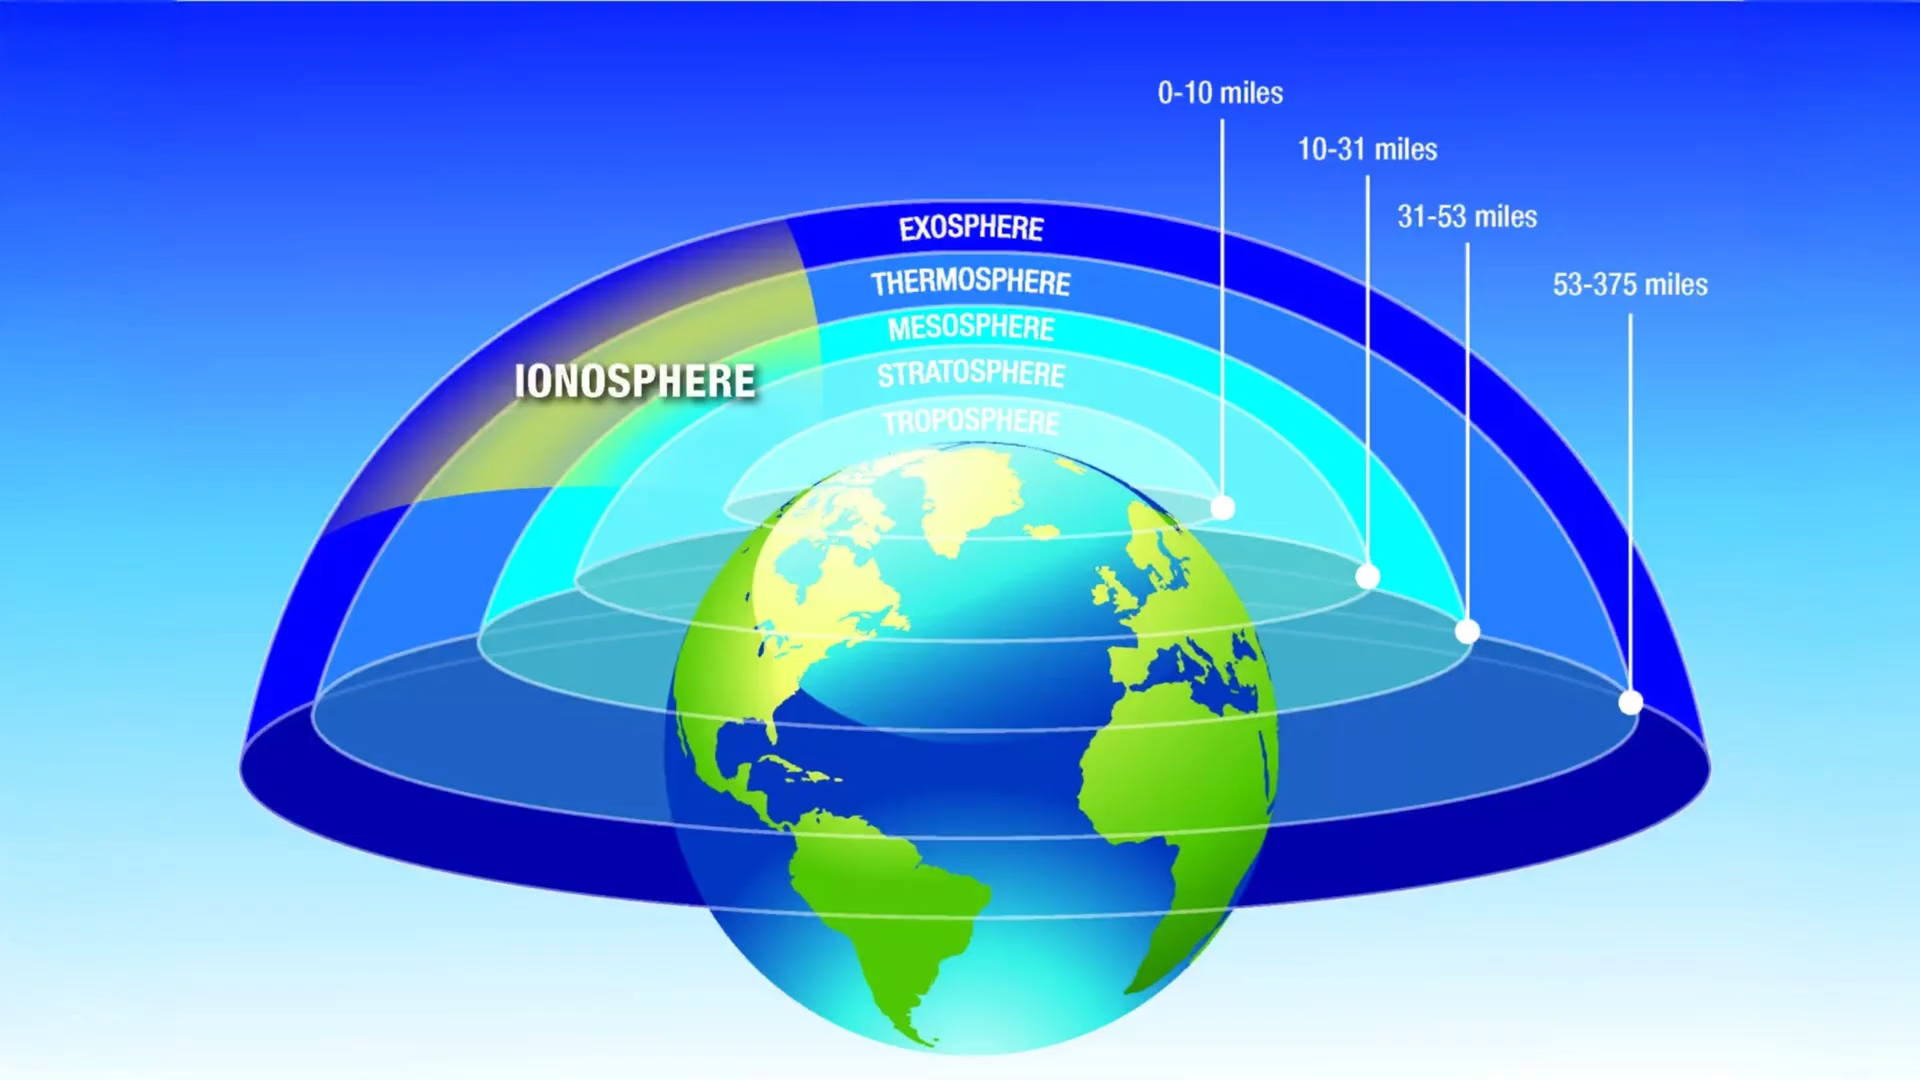 0-10 miles
10-31 miles
31-53 miles
53-375 miles
EXOSPHERE
THERMOSPHERE
MESOSPHERE
STRATOSPHERE
TROPOSPHERE
IONOSPHERE